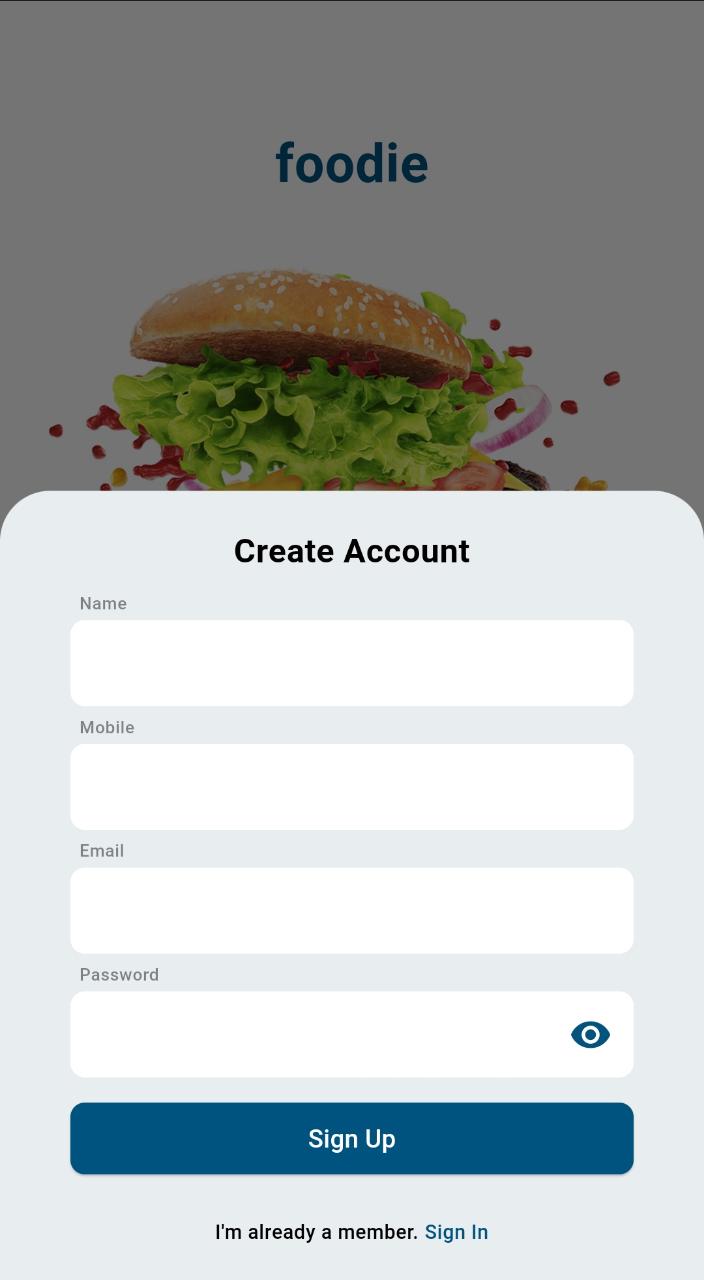 foodie
Create Account
Name
Mobile
Email
Password
Sign Up
I'm already a member. Sign In